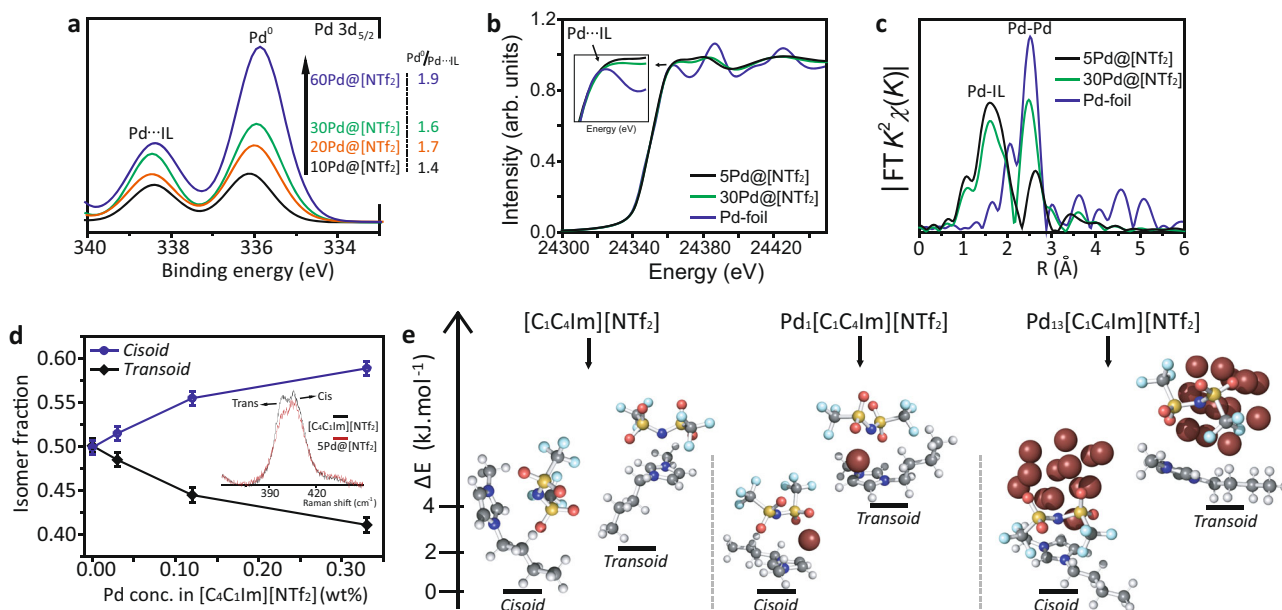 a
Pd 3d5/2
Pd⁰
Pd⁰/Pd···IL
60Pd@[NTf₂] 1.9
Pd···IL
30Pd@[NTf₂] 1.6
20Pd@[NTf₂] 1.7
10Pd@[NTf₂] 1.4
340 338 336 334
Binding energy (eV)
b
Intensity (arb. units)
1.2
0.8
0.4
0.0
Pd···IL
Energy (eV)
5Pd@[NTf₂]
30Pd@[NTf₂]
Pd-foil
24300 24340 24380 24420
Energy (eV)
c
|FT K²χ(K)|
Pd-Pd
Pd-IL
5Pd@[NTf₂]
30Pd@[NTf₂]
Pd-foil
0 1 2 3 4 5 6
R (Å)
d
Isomer fraction
0.60
0.55
0.50
0.45
0.40
Cisoid
Transoid
Trans
Cis
[C₄C₁Im][NTf₂]
5Pd@[NTf₂]
390 420
Raman shift (cm⁻¹)
0.00 0.10 0.20 0.30
Pd conc. in [C₄C₁Im][NTf₂] (wt%)
e
ΔE (kJ.mol⁻¹)
4
2
0
[C₁C₄Im][NTf₂]
Transoid
Cisoid
Pd₁[C₁C₄Im][NTf₂]
Transoid
Cisoid
Pd₁₃[C₁C₄Im][NTf₂]
Transoid
Cisoid